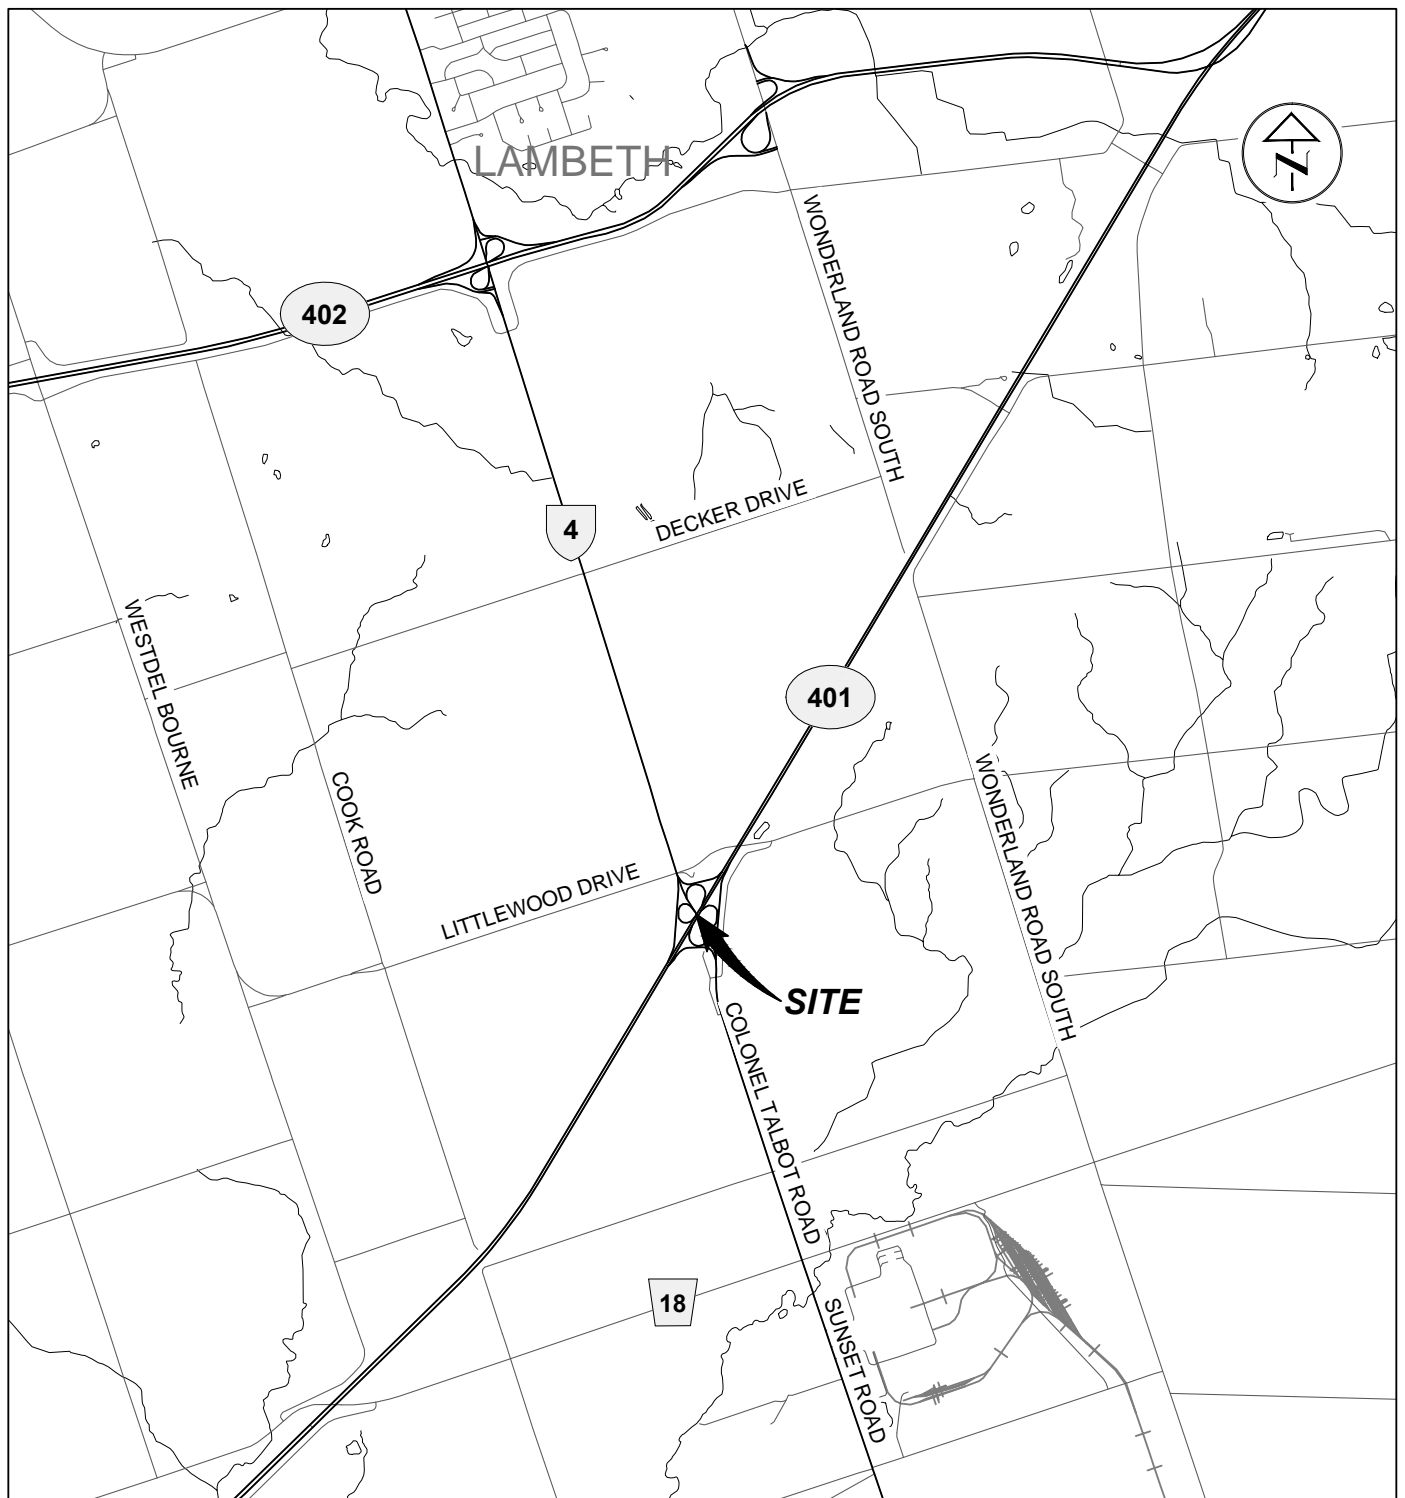 LAMBETH
N
WONDERLAND ROAD SOUTH
402
4
DECKER DRIVE
WESTDEL BOURNE
401
COOK ROAD
WONDERLAND ROAD SOUTH
LITTLEWOOD DRIVE
SITE
COLONEL TALBOT ROAD
18
SUNSET ROAD